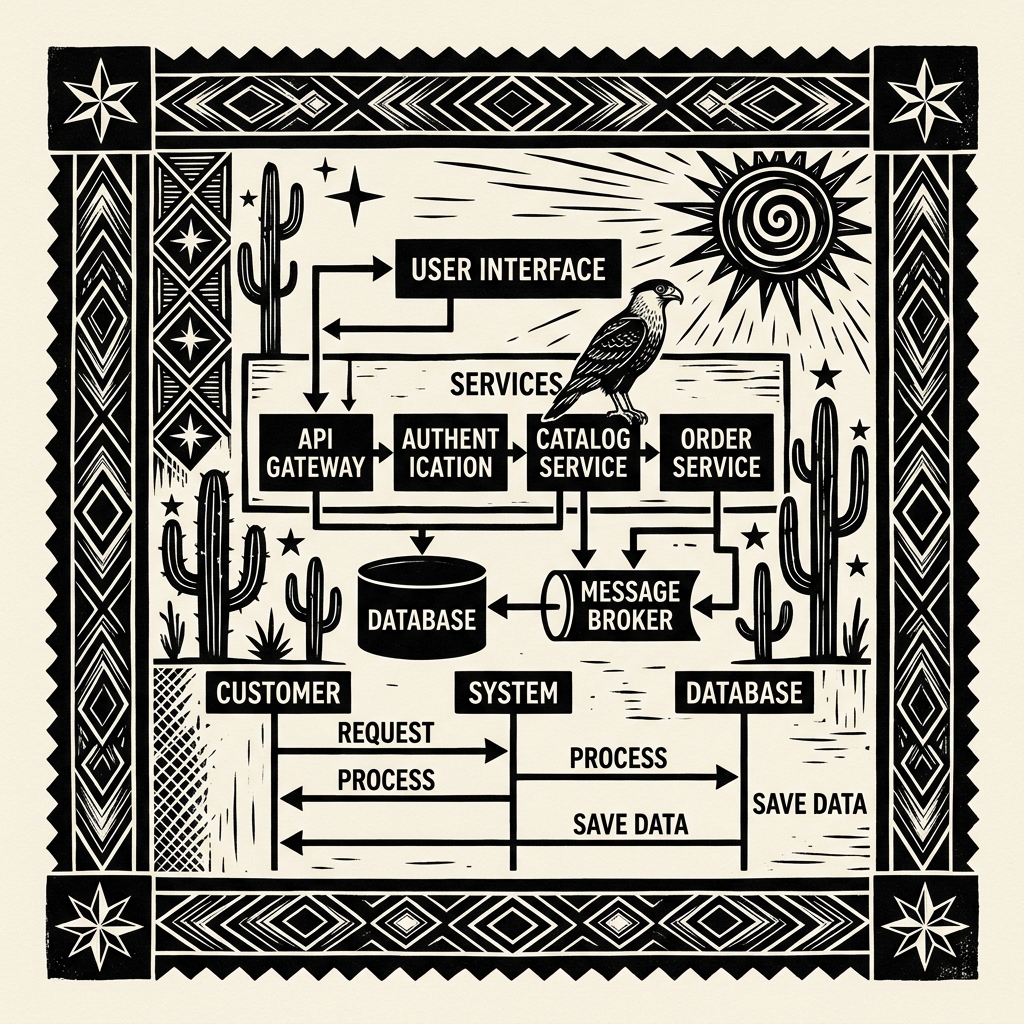 USER INTERFACE
SERVICES
API
GATEWAY
AUTHENT
ICATION
CATALOG
SERVICE
ORDER
SERVICE
DATABASE
MESSAGE
BROKER
CUSTOMER
SYSTEM
DATABASE
REQUEST
PROCESS
PROCESS
SAVE DATA
SAVE DATA